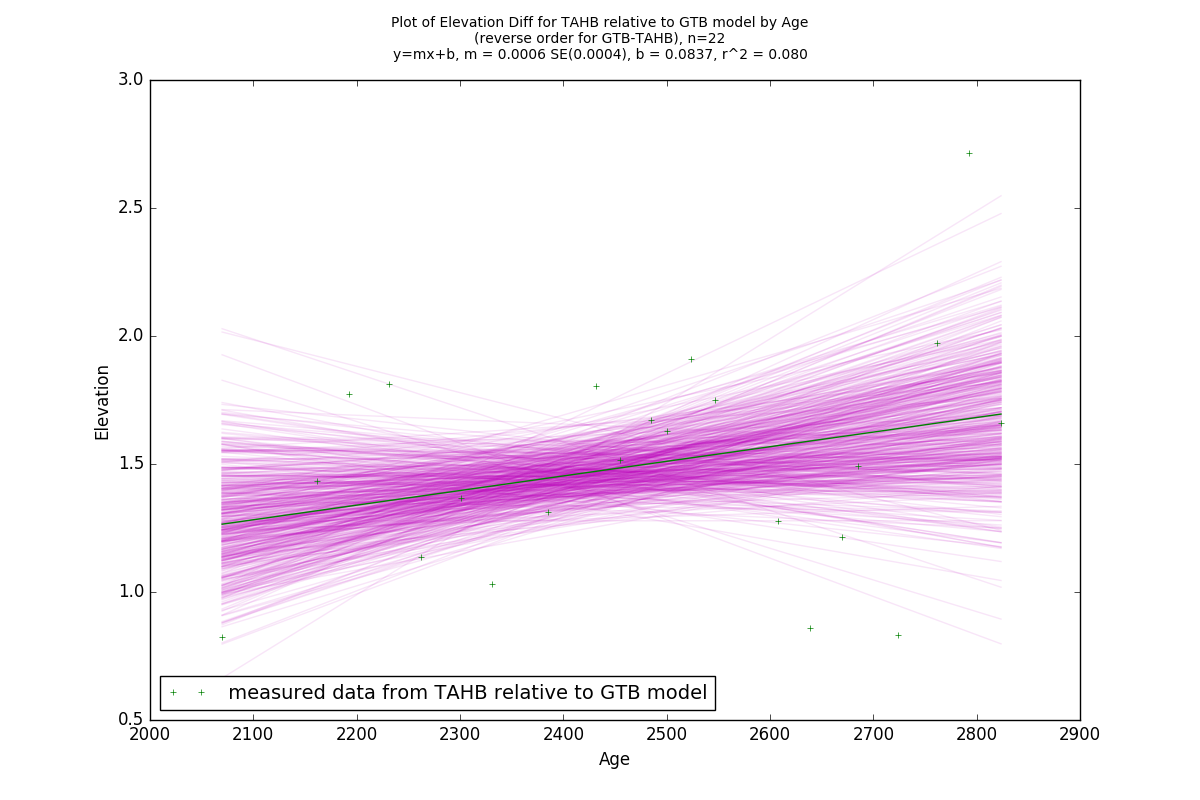 Plot of Elevation Diff for TAHB relative to GTB model by Age
(reverse order for GTB-TAHB), n=22
y=mx+b, m = 0.0006 SE(0.0004), b = 0.0837, r^2 = 0.080
3.0
2.5
2.0
1.5
1.0
0.5
Elevation
measured data from TAHB relative to GTB model
2000 2100 2200 2300 2400 2500 2600 2700 2800 2900
Age